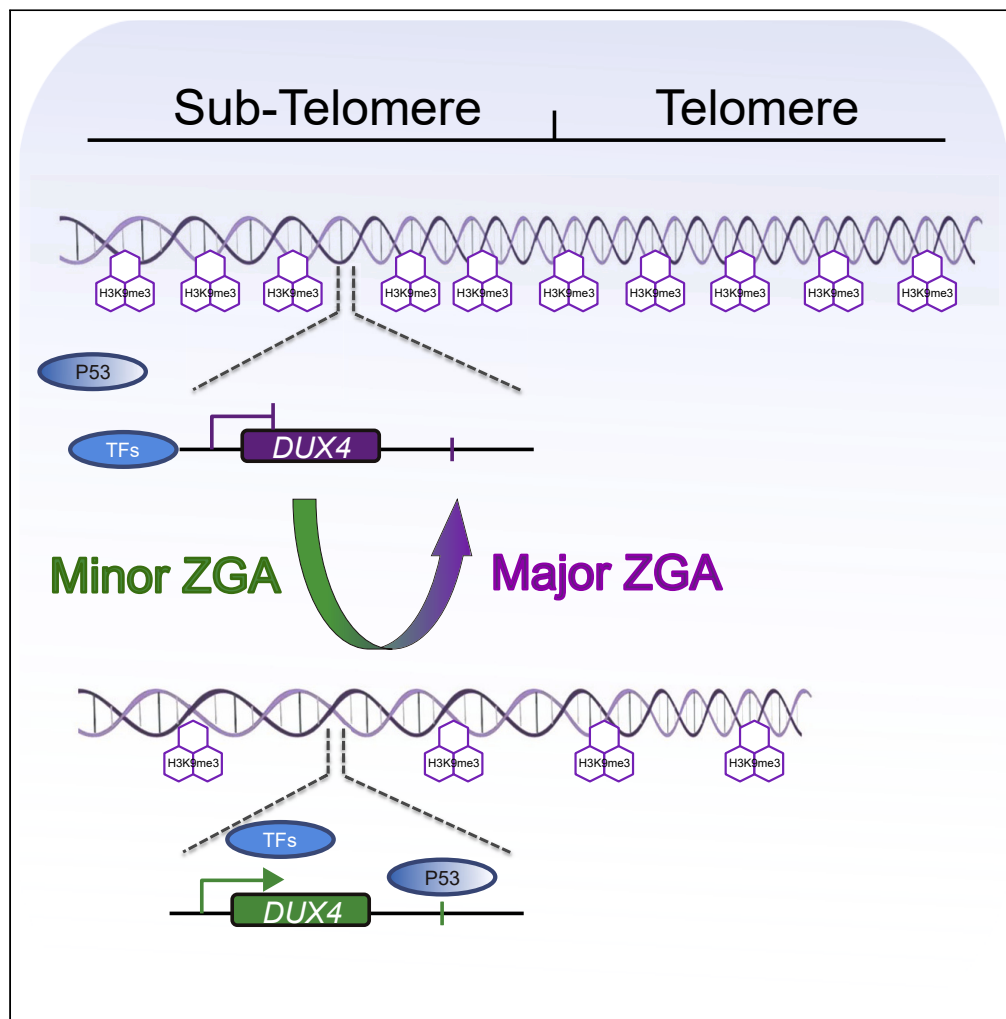 Sub-Telomere Telomere
H3K9me3 H3K9me3 H3K9me3 H3K9me3 H3K9me3 H3K9me3 H3K9me3 H3K9me3 H3K9me3 H3K9me3
P53
TFs DUX4
Minor ZGA Major ZGA
H3K9me3 H3K9me3 H3K9me3 H3K9me3
TFs
P53
DUX4